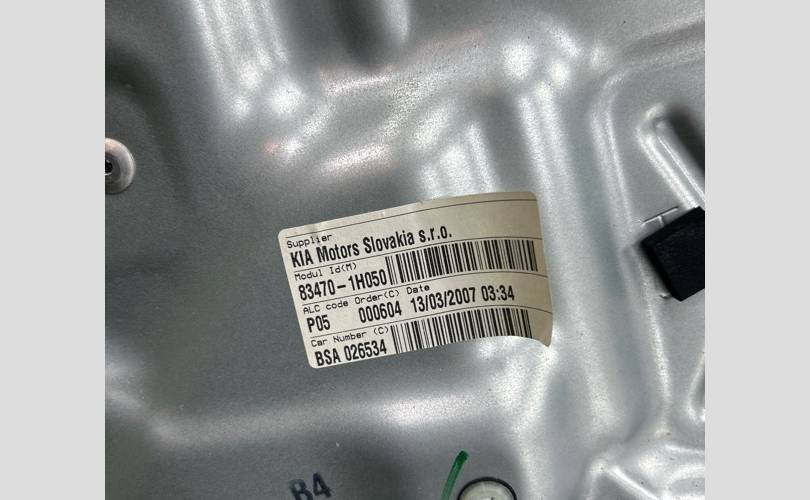 Supplier
KIA Motors Slovakia s.r.o.
Modul Id(M)
83470-1H050
ALC code Order(C) Date
P05 000604 13/03/2007 03:34
Car Number (C)
BSA 026534
B4